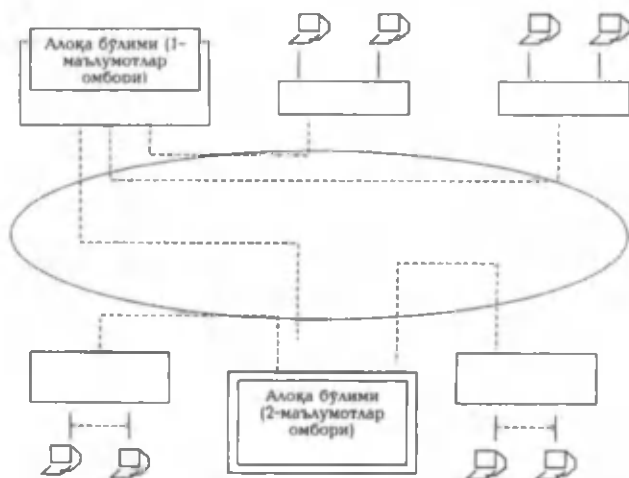 Алоқа бўлими (1-
маълумотлар
омбори)
Алоқа бўлими
(2-маълумотлар
омбори)